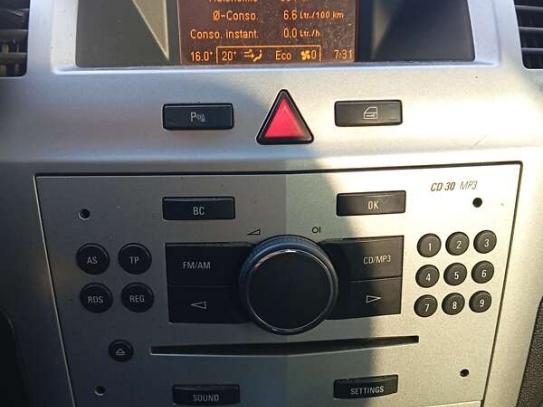 Ø-Conso. 6.6 Ltr./100 km
Conso. instant. 0.0 Ltr./h
16.0° 20° Eco 0 7:31
P
CD 30 MP3
BC OK
AS TP FM/AM CD/MP3 1 2 3
RDS REG 4 5 6
7 8 9
SOUND SETTINGS